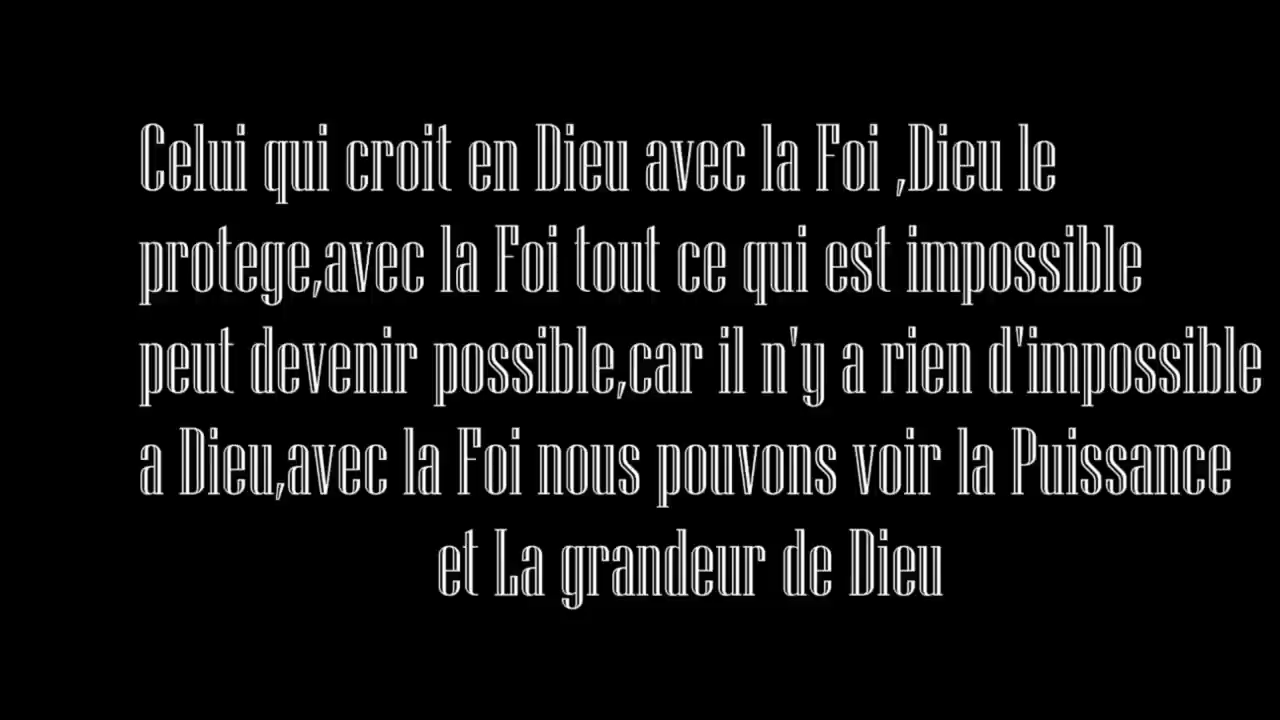 Celui qui croit en Dieu avec la Foi ,Dieu le
protege,avec la Foi tout ce qui est impossible
peut devenir possible,car il n'y a rien d'impossible
a Dieu,avec la Foi nous pouvons voir la Puissance
et La grandeur de Dieu